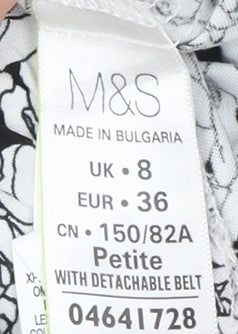 M&S
MADE IN BULGARIA
UK • 8
EUR • 36
CN • 150/82A
Petite
WITH DETACHABLE BELT
04641728